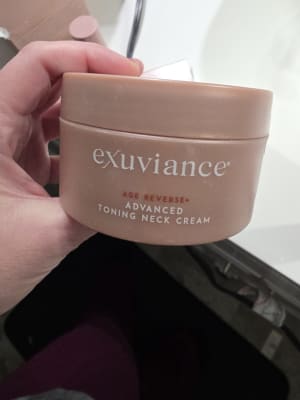 exuviance®
AGE REVERSE+
ADVANCED
TONING NECK CREAM